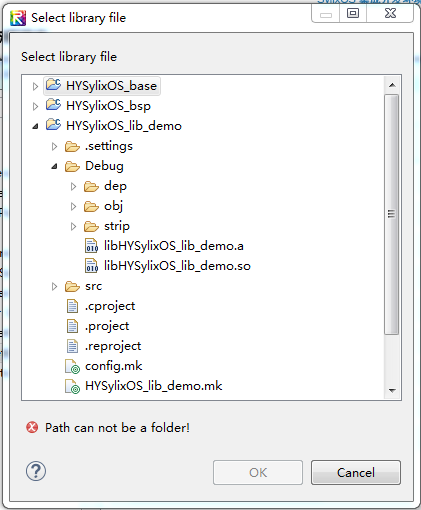 Select library file
Select library file
HYSylixOS_base
HYSylixOS_bsp
HYSylixOS_lib_demo
.settings
Debug
dep
obj
strip
libHYSylixOS_lib_demo.a
libHYSylixOS_lib_demo.so
src
.cproject
.project
.reproject
config.mk
HYSylixOS_lib_demo.mk
Path can not be a folder!
OK
Cancel